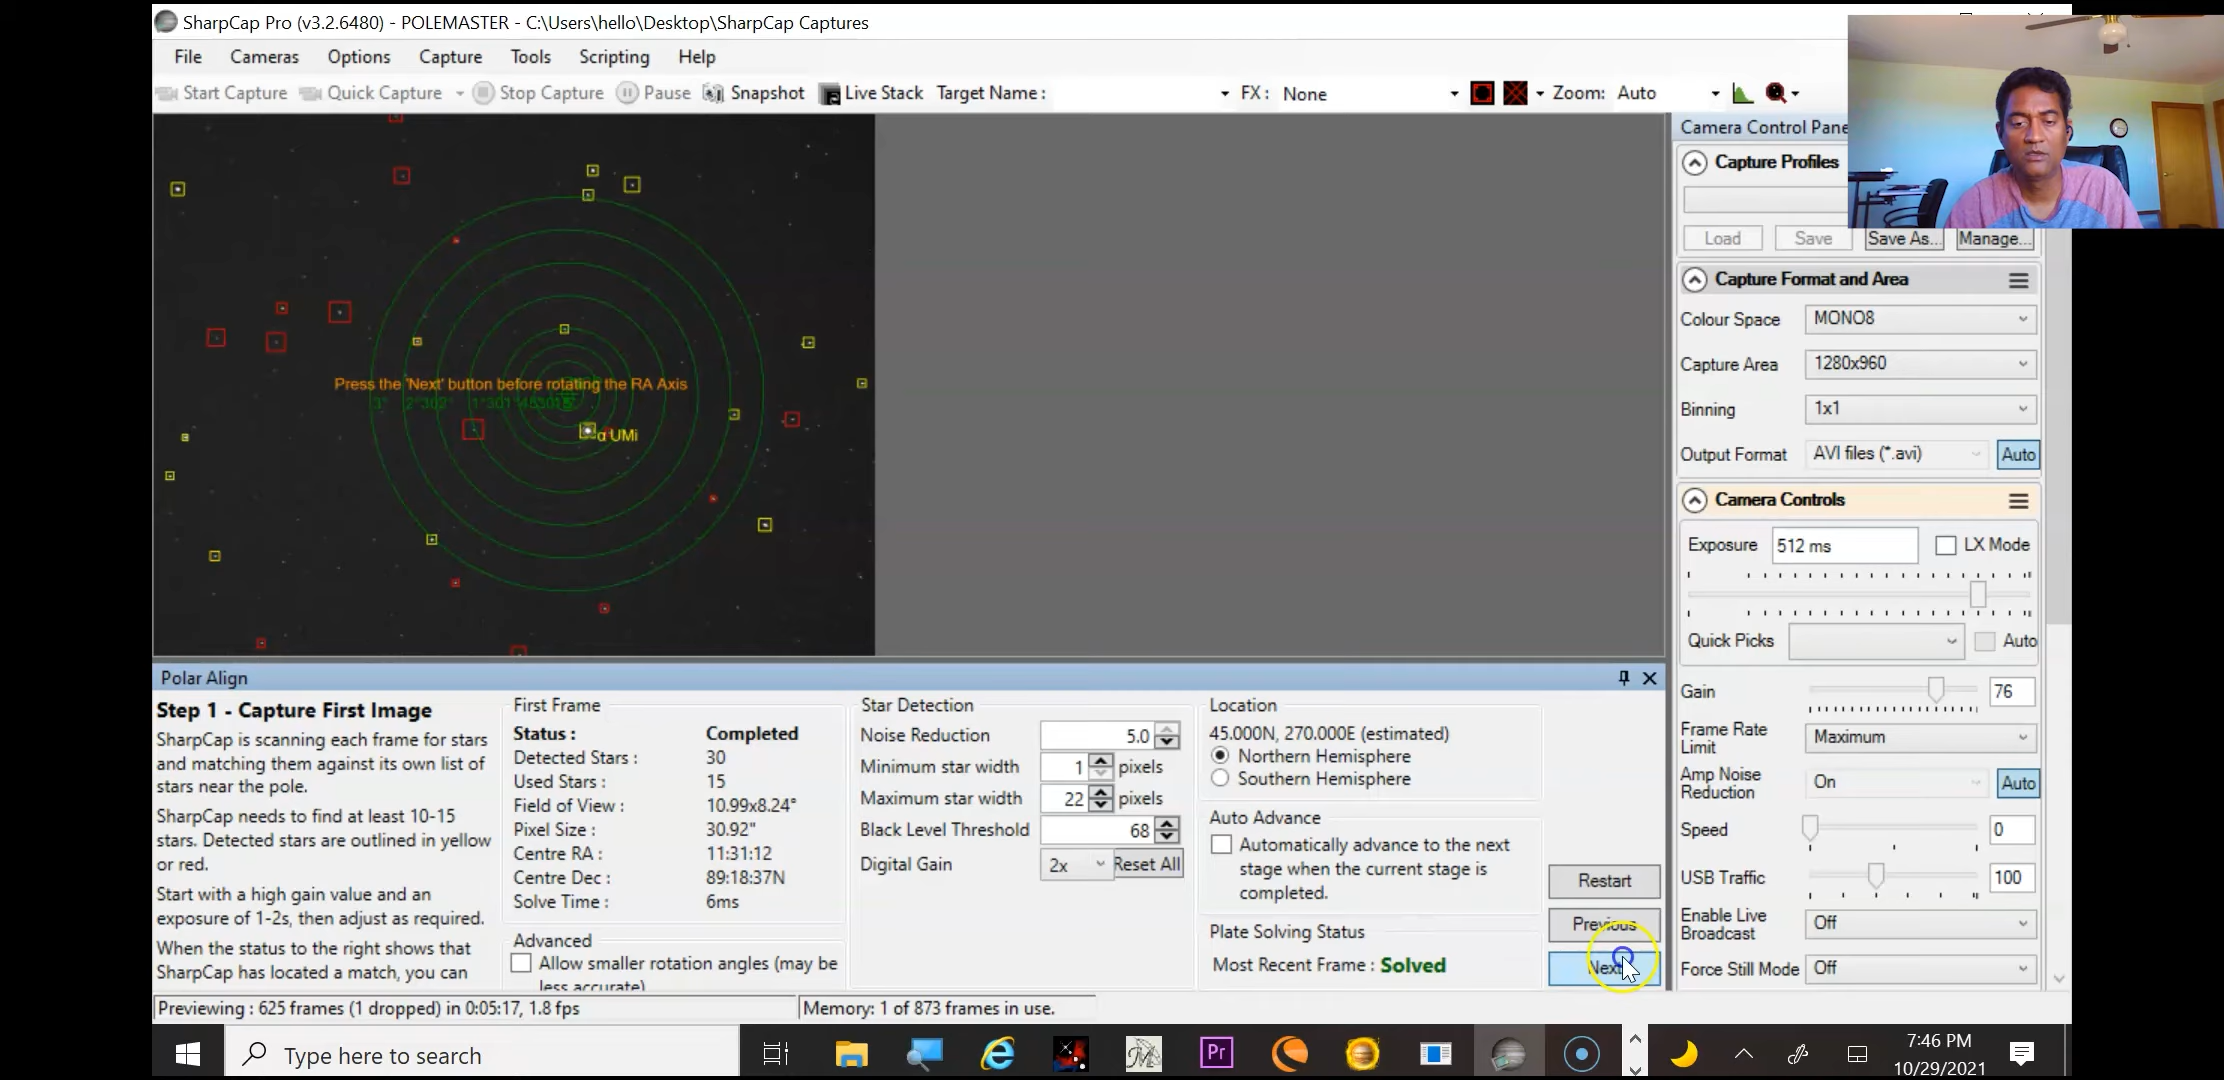 SharpCap Pro (v3.2.6480) - POLEMASTER - C:\Users\hello\Desktop\SharpCap Captures
File Cameras Options Capture Tools Scripting Help
Start Capture Quick Capture Stop Capture Pause Snapshot Live Stack Target Name : FX : None Zoom: Auto
Press the 'Next' button before rotating the RA Axis
α UMi
Camera Control Pane
Capture Profiles
Load Save Save As... Manage...
Capture Format and Area
Colour Space MONO8
Capture Area 1280x960
Binning 1x1
Output Format AVI files (*.avi) Auto
Camera Controls
Exposure 512 ms LX Mode
Quick Picks Auto
Gain 76
Frame Rate Limit Maximum
Amp Noise Reduction On Auto
Speed 0
USB Traffic 100
Enable Live Broadcast Off
Force Still Mode Off
Polar Align
Step 1 - Capture First Image
SharpCap is scanning each frame for stars
and matching them against its own list of
stars near the pole.
SharpCap needs to find at least 10-15
stars. Detected stars are outlined in yellow
or red.
Start with a high gain value and an
exposure of 1-2s, then adjust as required.
When the status to the right shows that
SharpCap has located a match, you can
First Frame
Status : Completed
Detected Stars : 30
Used Stars : 15
Field of View : 10.99x8.24°
Pixel Size : 30.92"
Centre RA : 11:31:12
Centre Dec : 89:18:37N
Solve Time : 6ms
Advanced
Allow smaller rotation angles (may be
less accurate)
Star Detection
Noise Reduction 5.0
Minimum star width 1 pixels
Maximum star width 22 pixels
Black Level Threshold 68
Digital Gain 2x Reset All
Location
45.000N, 270.000E (estimated)
Northern Hemisphere
Southern Hemisphere
Auto Advance
Automatically advance to the next
stage when the current stage is
completed.
Plate Solving Status
Most Recent Frame : Solved
Restart
Previous
Next
Previewing : 625 frames (1 dropped) in 0:05:17, 1.8 fps
Memory: 1 of 873 frames in use.
Type here to search
Pr
7:46 PM
10/29/2021